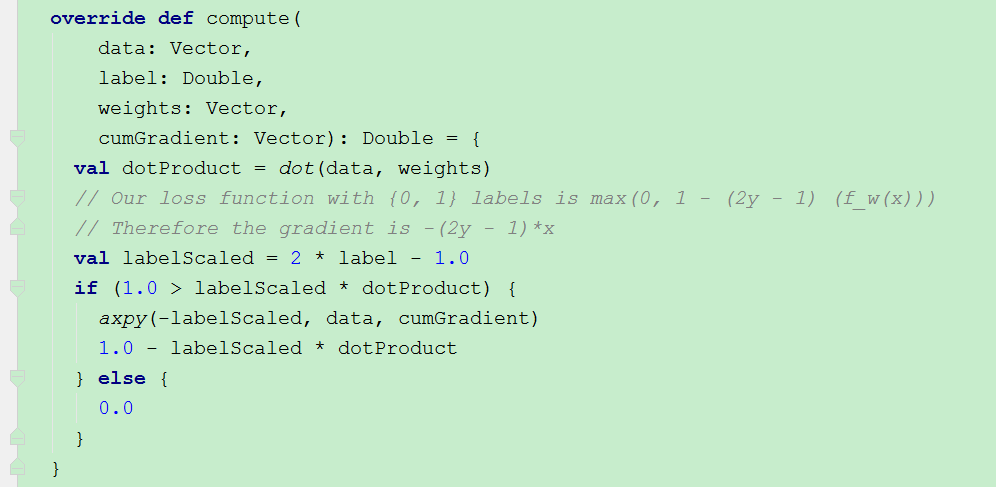 override def compute(
data: Vector,
label: Double,
weights: Vector,
cumGradient: Vector): Double = {
val dotProduct = dot(data, weights)
// Our loss function with {0, 1} labels is max(0, 1 - (2y - 1) (f_w(x)))
// Therefore the gradient is -(2y - 1)*x
val labelScaled = 2 * label - 1.0
if (1.0 > labelScaled * dotProduct) {
axpy(-labelScaled, data, cumGradient)
1.0 - labelScaled * dotProduct
} else {
0.0
}
}